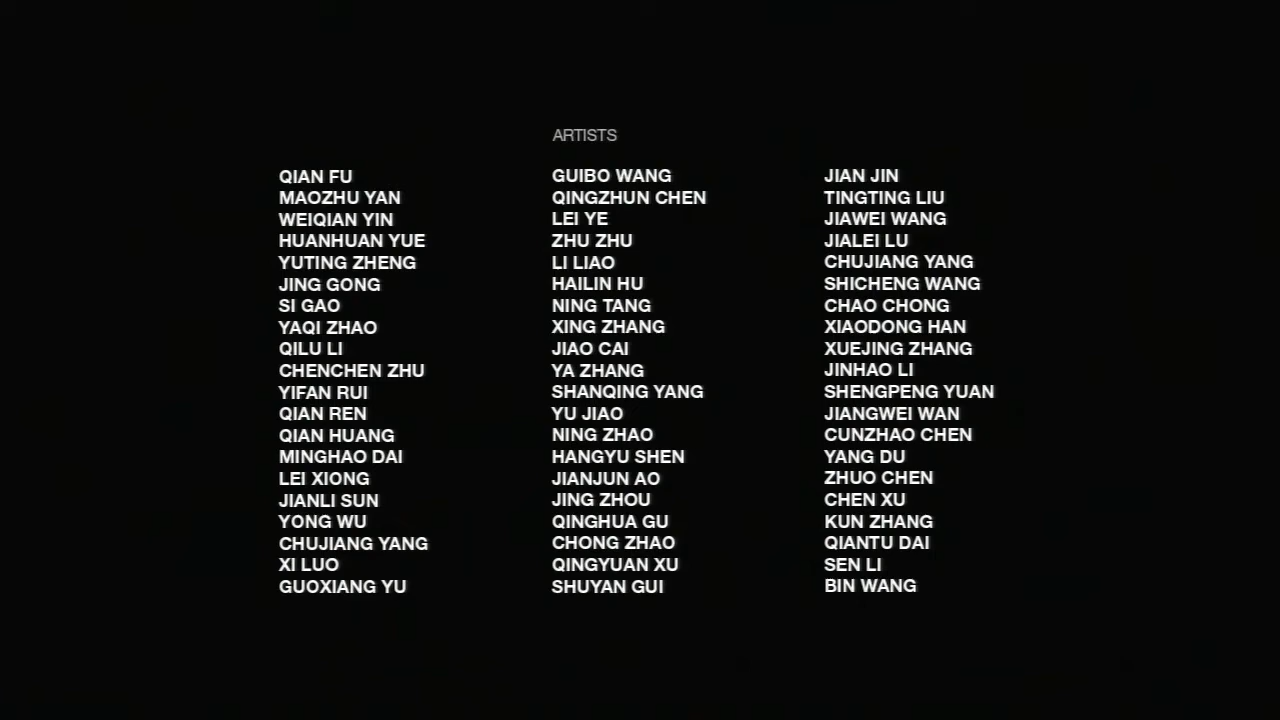 ARTISTS
QIAN FU
MAOZHU YAN
WEIQIAN YIN
HUANHUAN YUE
YUTING ZHENG
JING GONG
SI GAO
YAQI ZHAO
QILU LI
CHENCHEN ZHU
YIFAN RUI
QIAN REN
QIAN HUANG
MINGHAO DAI
LEI XIONG
JIANLI SUN
YONG WU
CHUJIANG YANG
XI LUO
GUOXIANG YU
GUIBO WANG
QINGZHUN CHEN
LEI YE
ZHU ZHU
LI LIAO
HAILIN HU
NING TANG
XING ZHANG
JIAO CAI
YA ZHANG
SHANQING YANG
YU JIAO
NING ZHAO
HANGYU SHEN
JIANJUN AO
JING ZHOU
QINGHUA GU
CHONG ZHAO
QINGYUAN XU
SHUYAN GUI
JIAN JIN
TINGTING LIU
JIAWEI WANG
JIALEI LU
CHUJIANG YANG
SHICHENG WANG
CHAO CHONG
XIAODONG HAN
XUEJING ZHANG
JINHAO LI
SHENGPENG YUAN
JIANGWEI WAN
CUNZHAO CHEN
YANG DU
ZHUO CHEN
CHEN XU
KUN ZHANG
QIANTU DAI
SEN LI
BIN WANG